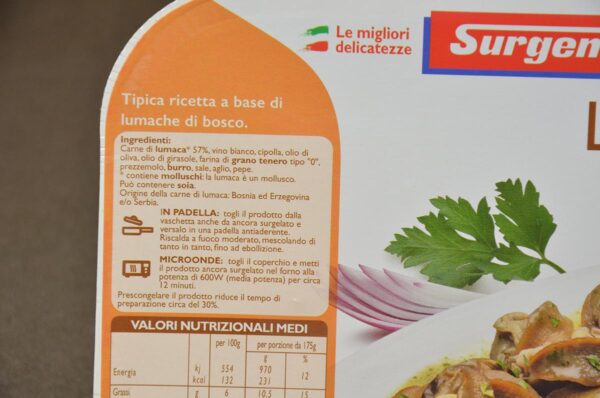 Le migliori
delicatezze
Surgen
Tipica ricetta a base di
lumache di bosco.
Ingredienti:
Carne di lumaca* 57%, vino bianco, cipolla, olio di
oliva, olio di girasole, farina di grano tenero tipo "0",
prezzemolo, burro, sale, aglio, pepe.
* contiene molluschi: la lumaca è un mollusco.
Può contenere soia.
Origine della carne di lumaca: Bosnia ed Erzegovina
e/o Serbia.
IN PADELLA: togli il prodotto dalla
vaschetta anche da ancora surgelato e
versalo in una padella antiaderente.
Riscalda a fuoco moderato, mescolando di
tanto in tanto, fino ad ebollizione.
MICROONDE: togli il coperchio e metti
il prodotto ancora surgelato nel forno alla
potenza di 600W (media potenza) per circa
12 minuti.
Prescongelare il prodotto riduce il tempo di
preparazione circa del 30%.
VALORI NUTRIZIONALI MEDI
per 100g per porzione da 175g
g %
Energia kj 554 970 12
kcal 132 231
Grassi g 6 10,5 15
L